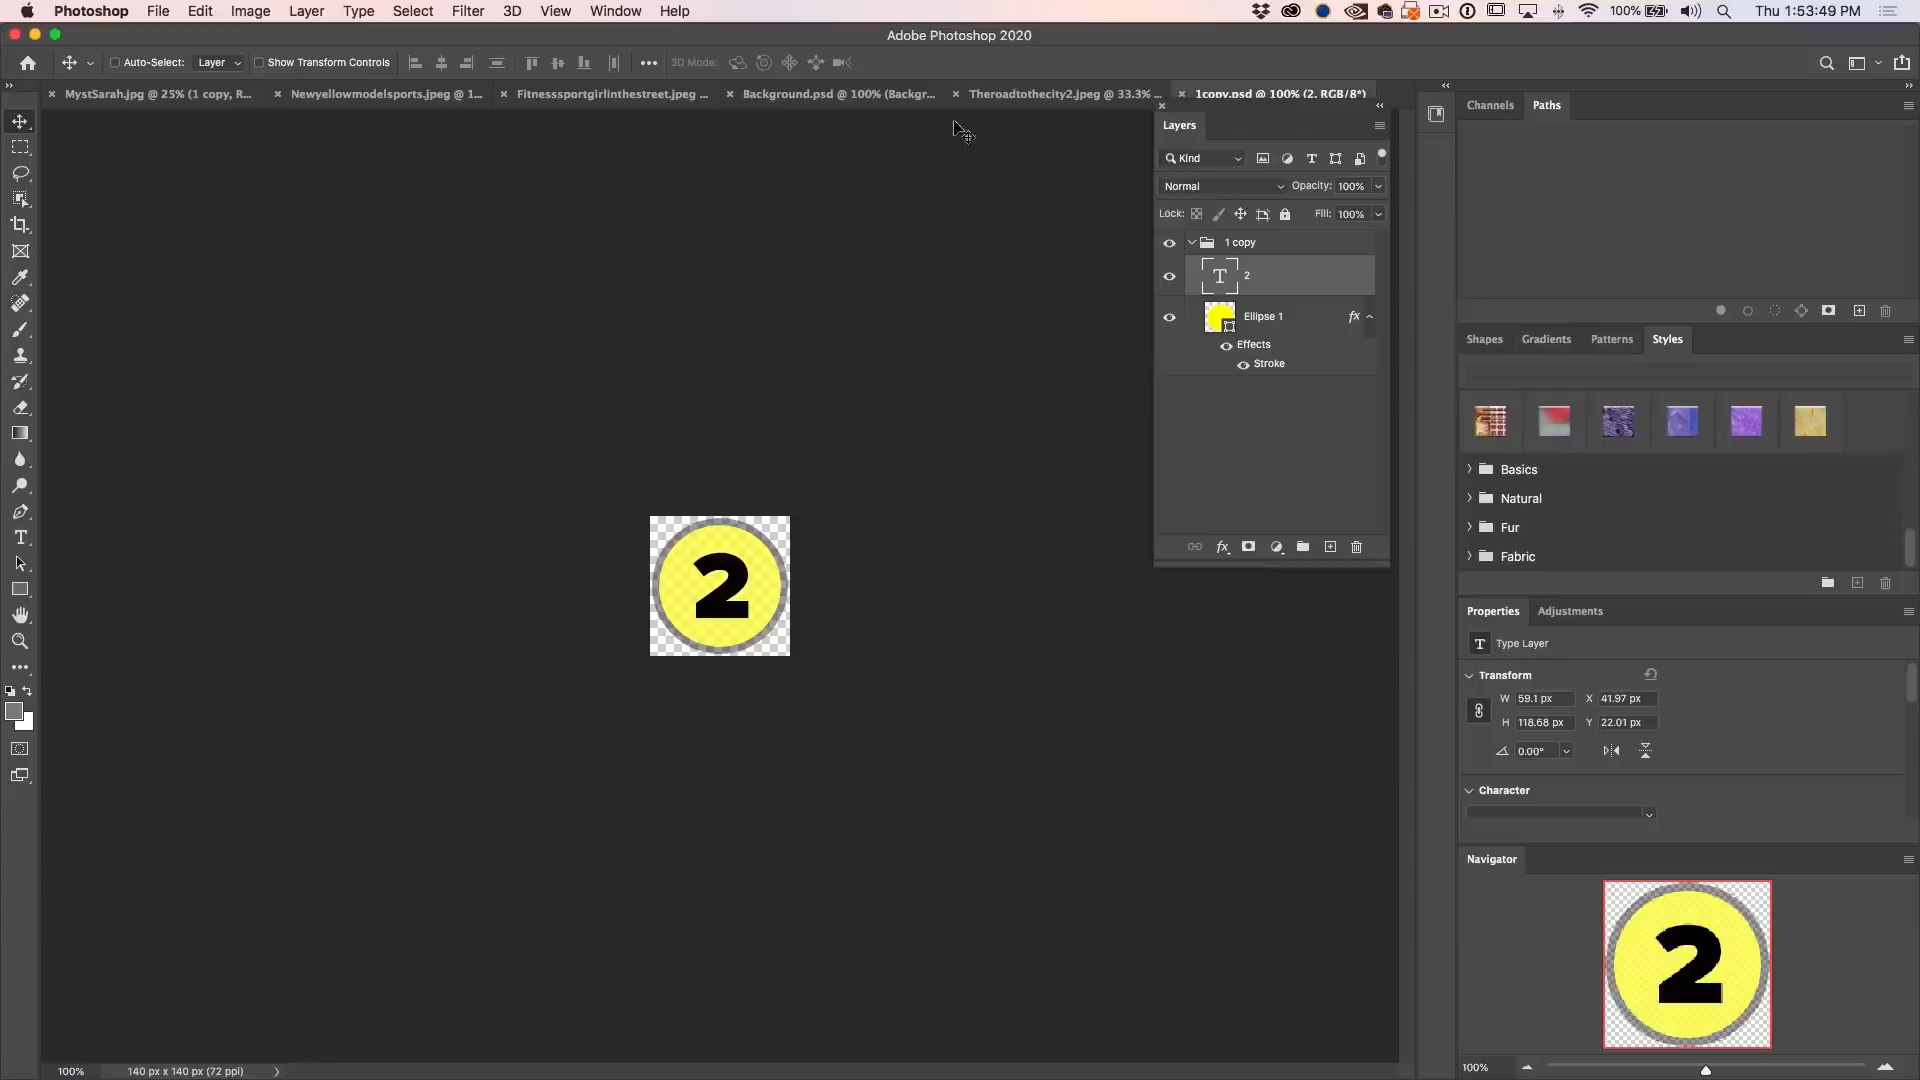 Photoshop File Edit Image Layer Type Select Filter 3D View Window Help 100% Thu 1:53:49 PM
Adobe Photoshop 2020
Auto-Select: Layer Show Transform Controls 3D Mode:
MystSarah.jpg @ 25% (1 copy, R... Newyellowmodelsports.jpeg @ 1... Fitnesssportgirlinthestreet.jpeg ... Background.psd @ 100% (Backgr... Theroadtothecity2.jpeg @ 33.3% ... 1copy.psd @ 100% (2, RGB/8*)
Layers
Kind
Normal Opacity: 100%
Lock: Fill: 100%
1 copy
T 2
Ellipse 1 fx
Effects
Stroke
fx
2
Channels Paths
Shapes Gradients Patterns Styles
Basics
Natural
Fur
Fabric
Properties Adjustments
T Type Layer
Transform
W 59.1 px X 41.97 px
H 118.68 px Y 22.01 px
0.00°
Character
Navigator
2
100%
100% 140 px x 140 px (72 ppi)